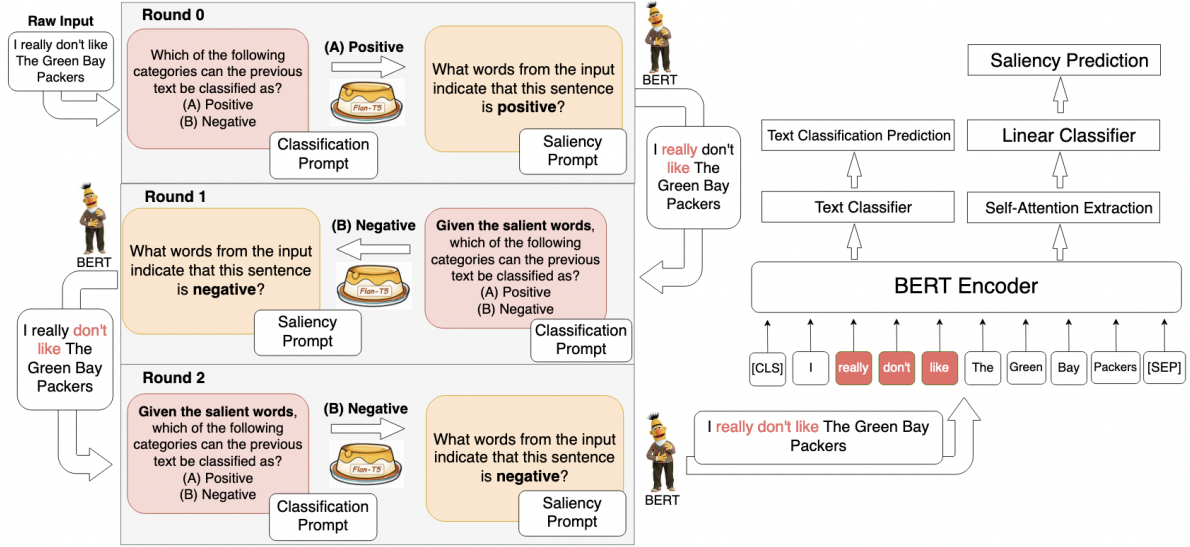 Raw Input
I really don't like
The Green Bay
Packers
Round 0
Which of the following
categories can the previous
text be classified as?
(A) Positive
(B) Negative
Classification
Prompt
(A) Positive
Flan-T5
What words from the input
indicate that this sentence
is positive?
Saliency
Prompt
BERT
I really don't
like The
Green Bay
Packers
Round 1
Given the salient words,
which of the following
categories can the previous
text be classified as?
(A) Positive
(B) Negative
Classification
Prompt
(B) Negative
Flan-T5
What words from the input
indicate that this sentence
is negative?
Saliency
Prompt
BERT
I really don't
like The
Green Bay
Packers
Round 2
Given the salient words,
which of the following
categories can the previous
text be classified as?
(A) Positive
(B) Negative
Classification
Prompt
(B) Negative
Flan-T5
What words from the input
indicate that this sentence
is negative?
Saliency
Prompt
BERT
I really don't like The Green Bay
Packers
Saliency Prediction
Text Classification Prediction
Linear Classifier
Text Classifier
Self-Attention Extraction
BERT Encoder
[CLS] I really don't like The Green Bay Packers [SEP]